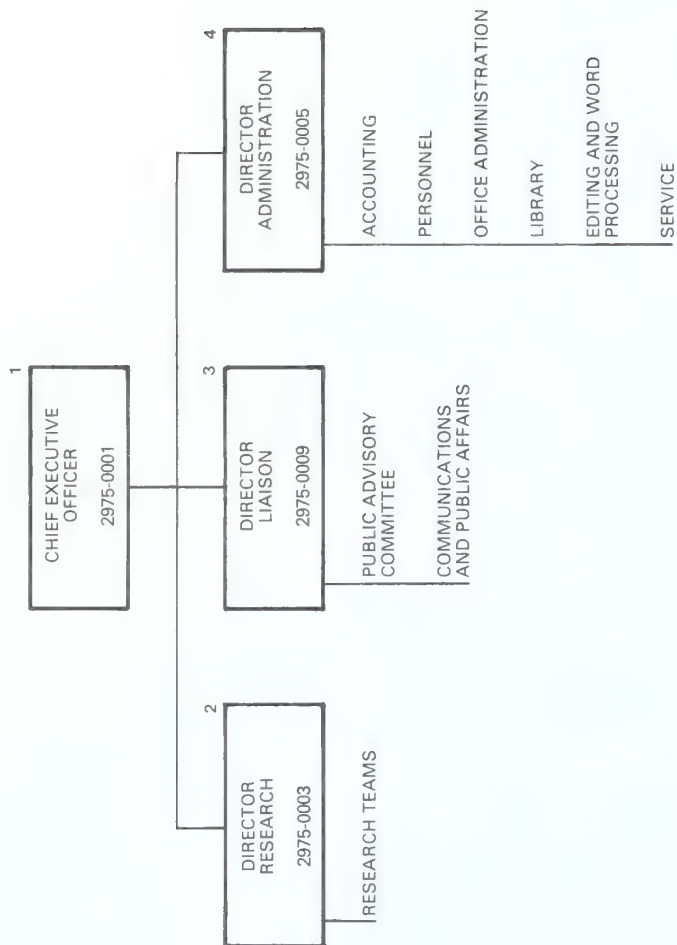 1
CHIEF EXECUTIVE
OFFICER
2975-0001
2
DIRECTOR
RESEARCH
2975-0003
RESEARCH TEAMS
3
DIRECTOR
LIAISON
2975-0009
PUBLIC ADVISORY
COMMITTEE
COMMUNICATIONS
AND PUBLIC AFFAIRS
4
DIRECTOR
ADMINISTRATION
2975-0005
ACCOUNTING
PERSONNEL
OFFICE ADMINISTRATION
LIBRARY
EDITING AND WORD
PROCESSING
SERVICE